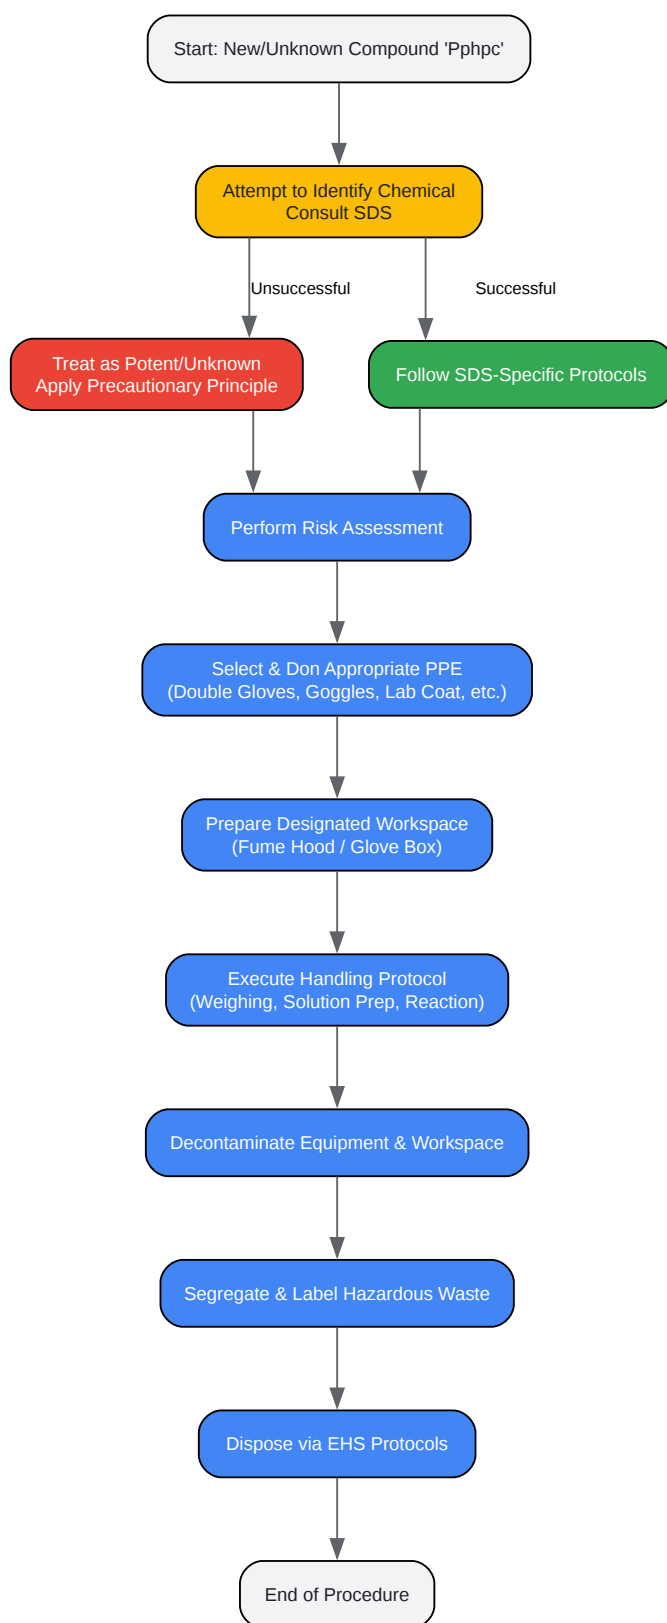 Start: New/Unknown Compound 'Pphpc'
Attempt to Identify Chemical
Consult SDS
Unsuccessful
Successful
Treat as Potent/Unknown
Apply Precautionary Principle
Follow SDS-Specific Protocols
Perform Risk Assessment
Select & Don Appropriate PPE
(Double Gloves, Goggles, Lab Coat, etc.)
Prepare Designated Workspace
(Fume Hood / Glove Box)
Execute Handling Protocol
(Weighing, Solution Prep, Reaction)
Decontaminate Equipment & Workspace
Segregate & Label Hazardous Waste
Dispose via EHS Protocols
End of Procedure